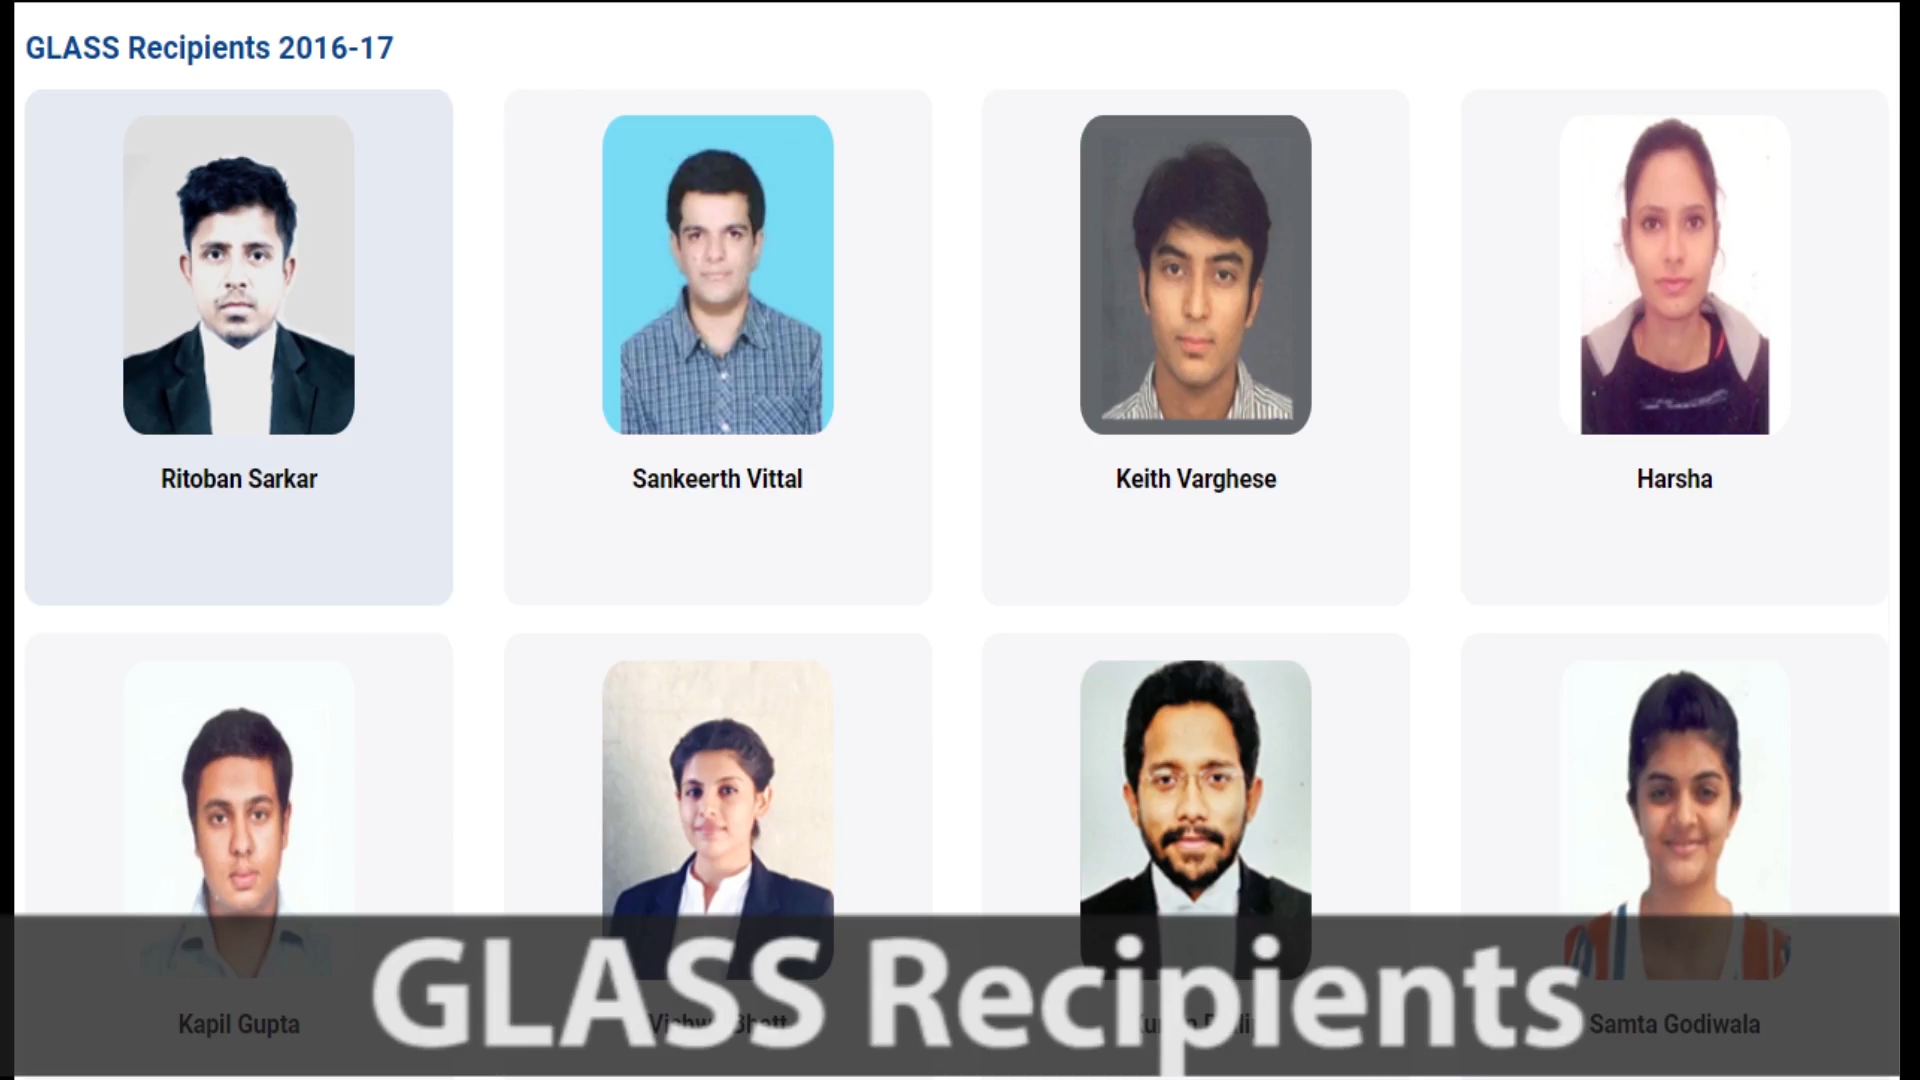 GLASS Recipients 2016-17
Ritoban Sarkar
Sankeerth Vittal
Keith Varghese
Harsha
Kapil Gupta
Samta Godiwala
GLASS Recipients